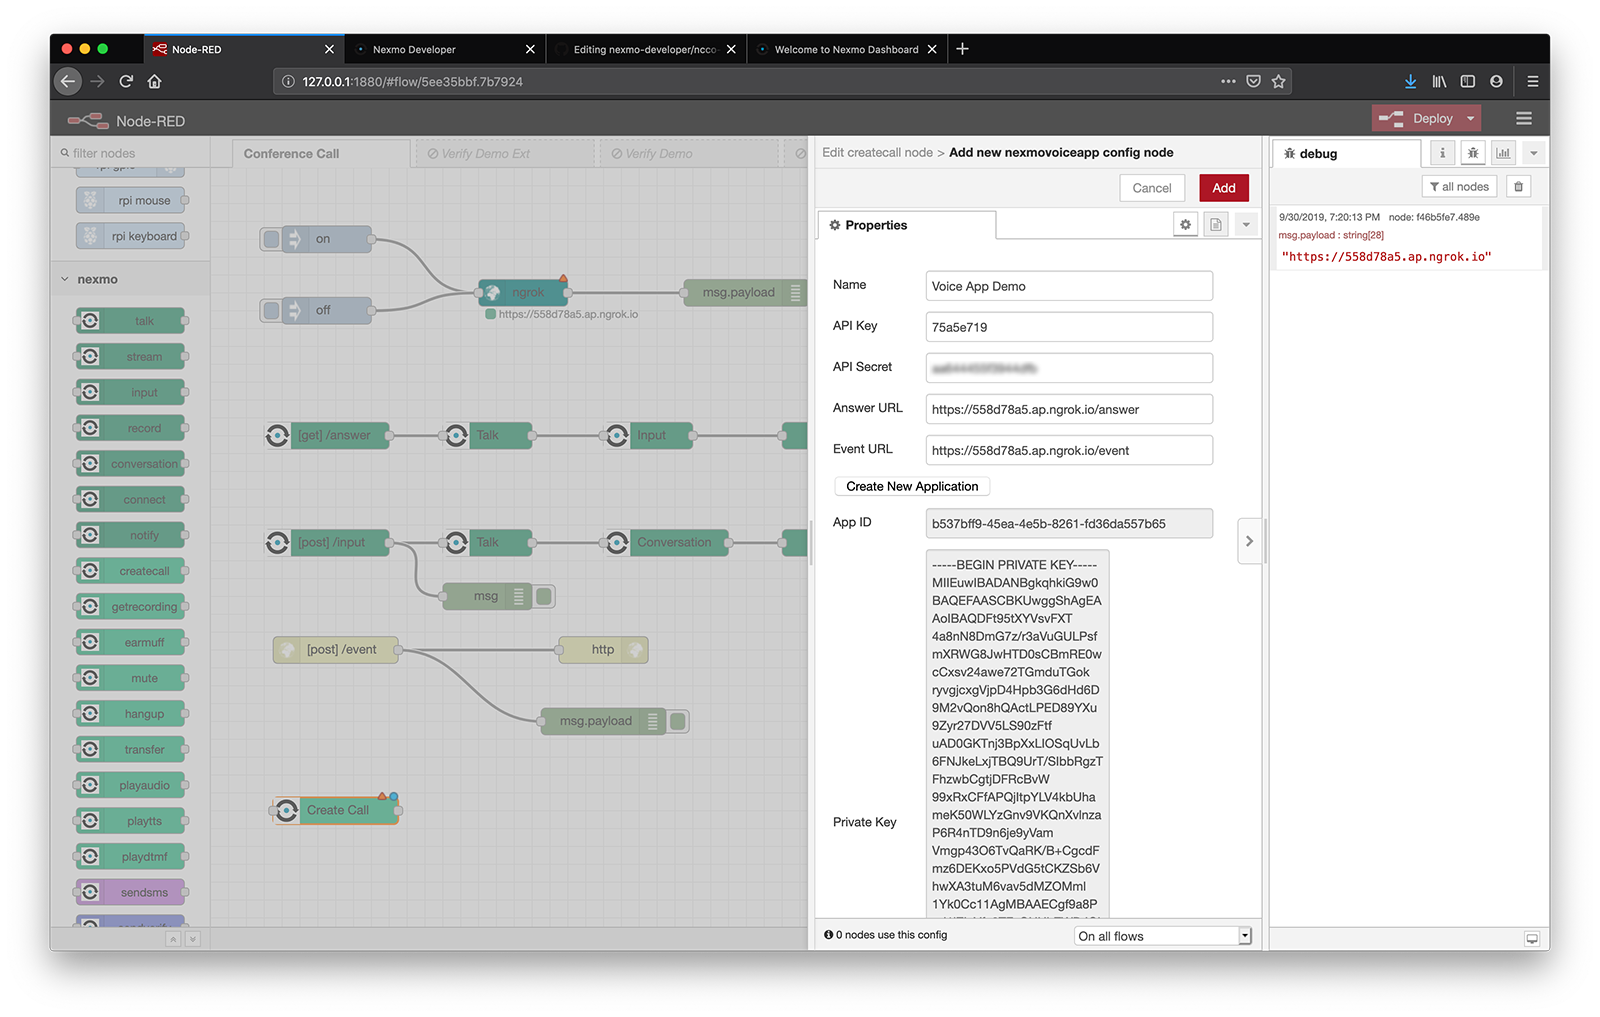 Node-RED
Nexmo Developer
Editing nexmo-developer/ncco-
Welcome to Nexmo Dashboard
127.0.0.1:1880/#flow/5ee35bbf.7b7924
Node-RED
Deploy
filter nodes
rpi mouse
rpi keyboard
nexmo
talk
stream
input
record
conversation
connect
notify
createcall
getrecording
earmuff
mute
hangup
transfer
playaudio
playtts
playdtmf
sendsms
Conference Call
Verify Demo Ext
Verify Demo
on
off
ngrok
https://558d78a5.ap.ngrok.io
msg.payload
[get] /answer
Talk
Input
[post] /input
Talk
Conversation
msg
[post] /event
http
msg.payload
Create Call
Edit createcall node > Add new nexmovoiceapp config node
Cancel
Add
Properties
Name
Voice App Demo
API Key
75a5e719
API Secret
Answer URL
https://558d78a5.ap.ngrok.io/answer
Event URL
https://558d78a5.ap.ngrok.io/event
Create New Application
App ID
b537bff9-45ea-4e5b-8261-fd36da557b65
Private Key
-----BEGIN PRIVATE KEY-----
MIIEuwIBADANBgkqhkiG9w0
BAQEFAASCBKUwggShAgEA
AoIBAQDFt95tXYVsvFXT
4a8nN8DmG7z/r3aVuGULPsf
mXRWG8JwHTD0sCBmRE0w
cCxsv24awe72TGmduTGok
ryvgjcxgVjpD4Hpb3G6dHd6D
9M2vQon8hQActLPED89YXu
9Zyr27DVV5LS90zFtf
uAD0GKTnj3BpXxLlOSqUvLb
6FNJkeLxjTBQ9UrT/SIbbRgzT
FhzwbCgtjDFRcBvW
99xRxCFfAPQjltpYLV4kbUha
meK50WLYzGnv9VKQnXvlnza
P6R4nTD9n6je9yVam
Vmgp43O6TvQaRK/B+CgcdF
mz6DEKxo5PVdG5tCKZSb6V
hwXA3tuM6vav5dMZOMml
1Yk0Cc11AgMBAAECgf9a8P
0 nodes use this config
On all flows
debug
all nodes
9/30/2019, 7:20:13 PM node: f46b5fe7.489e
msg.payload : string[28]
"https://558d78a5.ap.ngrok.io"